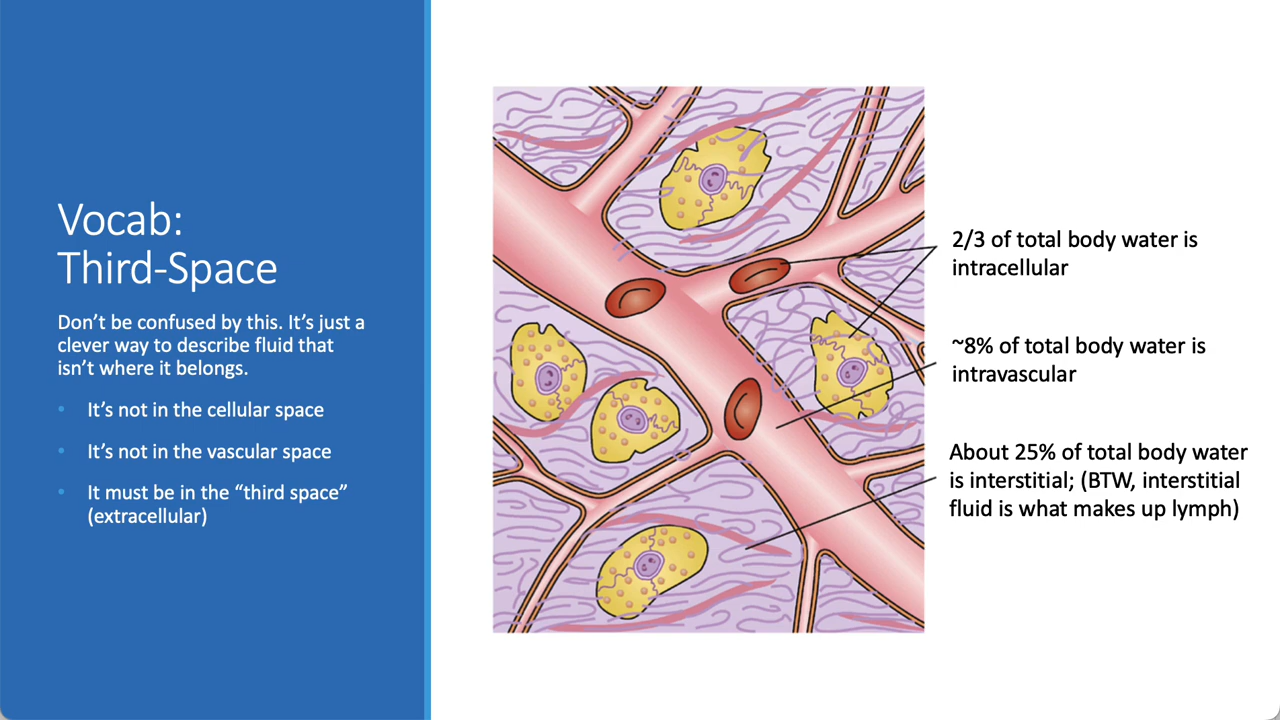 Vocab:
Third-Space
Don’t be confused by this. It’s just a
clever way to describe fluid that
isn’t where it belongs.
• It’s not in the cellular space
• It’s not in the vascular space
• It must be in the “third space”
(extracellular)
2/3 of total body water is
intracellular
~8% of total body water is
intravascular
About 25% of total body water
is interstitial; (BTW, interstitial
fluid is what makes up lymph)